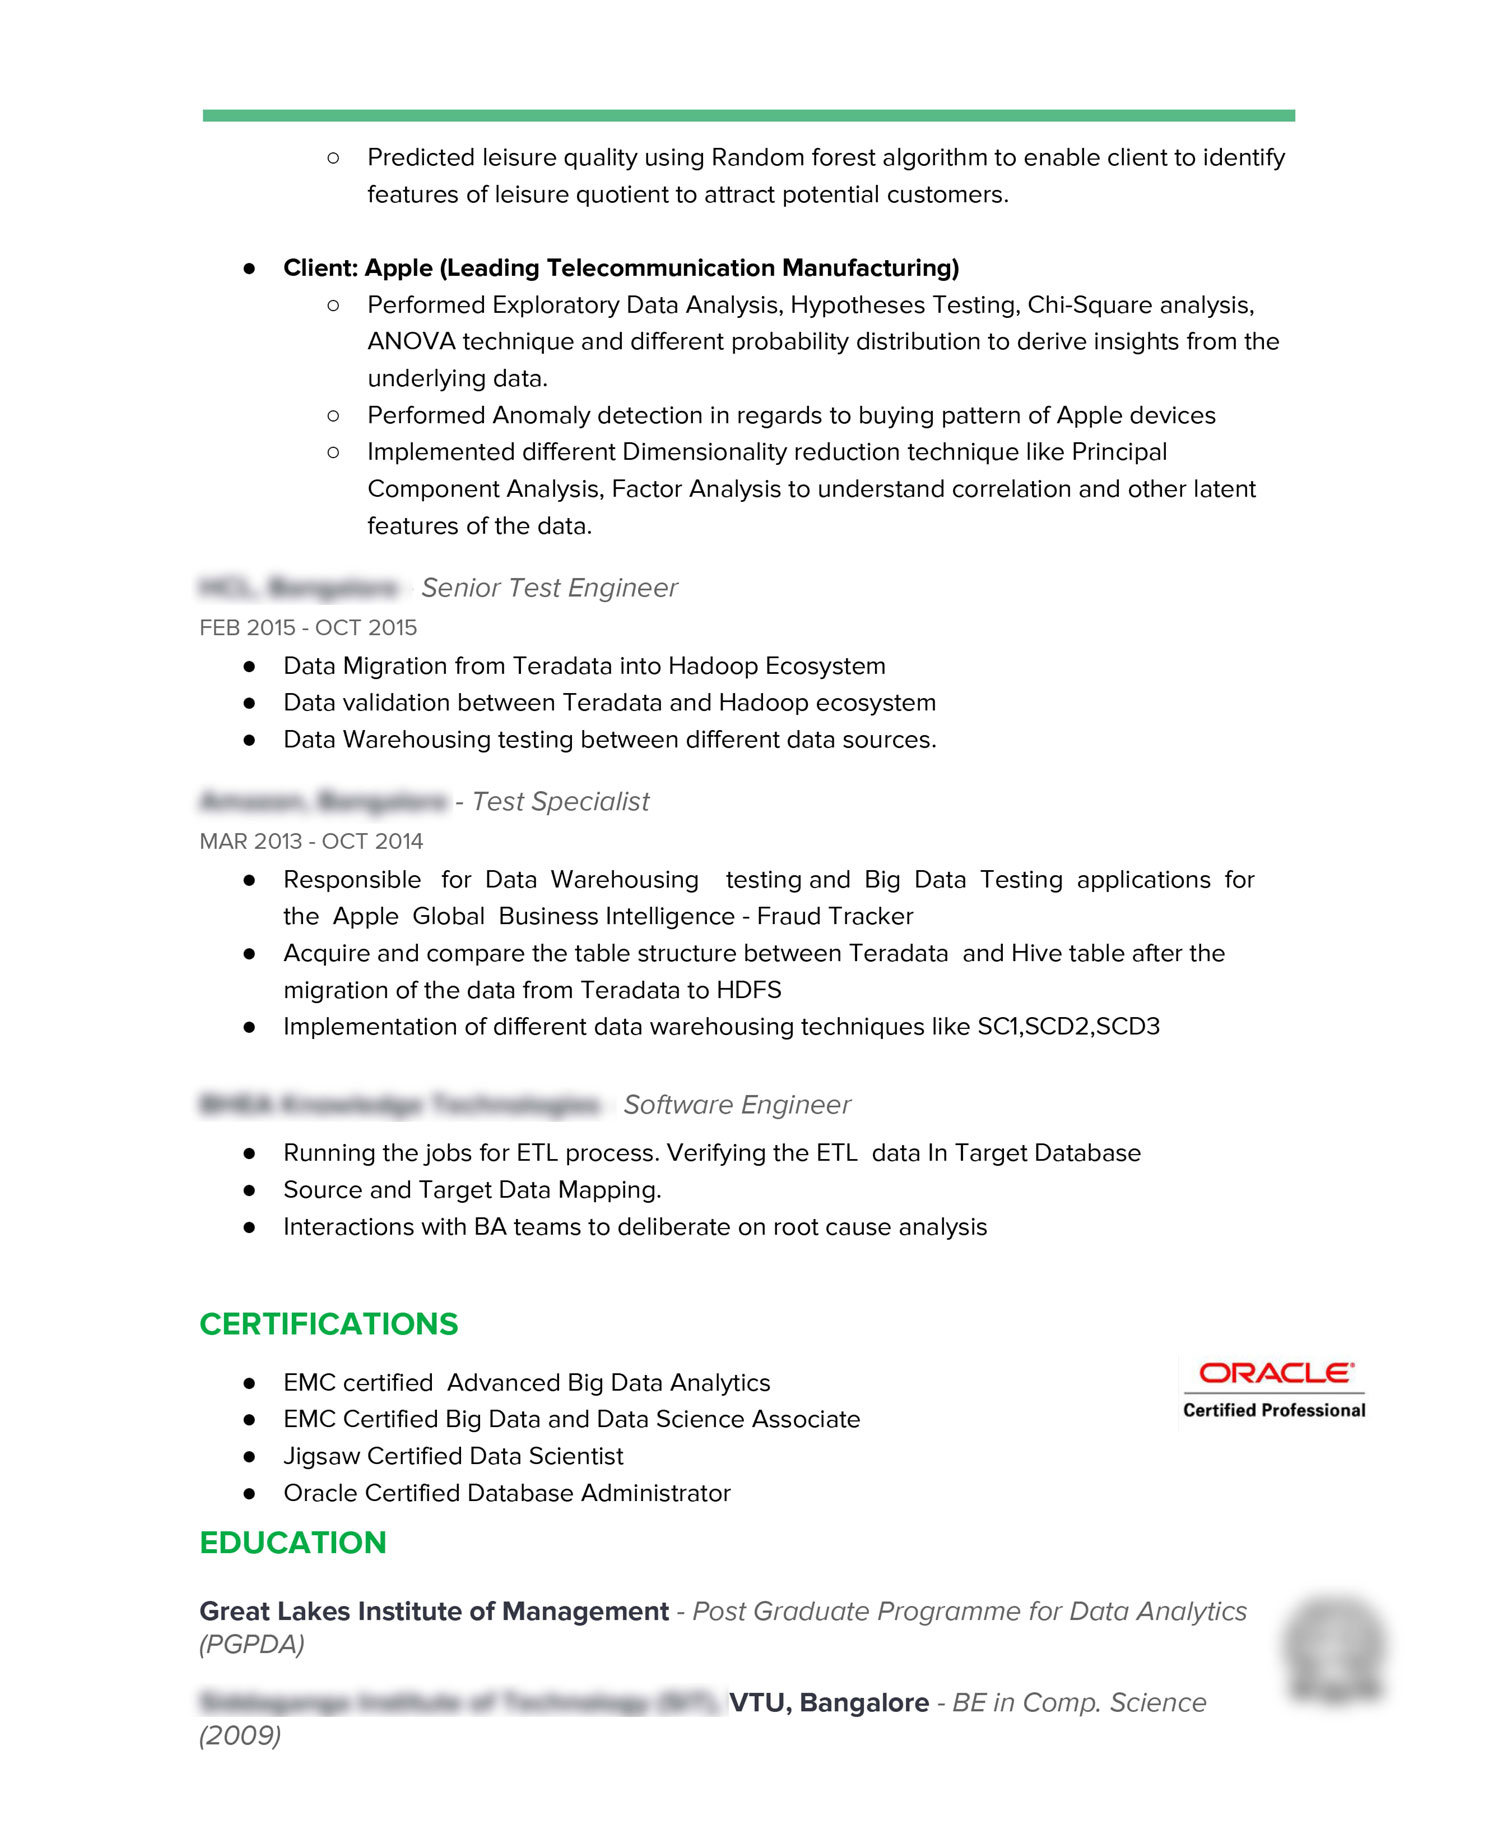 ○ Predicted leisure quality using Random forest algorithm to enable client to identify
features of leisure quotient to attract potential customers.
● Client: Apple (Leading Telecommunication Manufacturing)
○ Performed Exploratory Data Analysis, Hypotheses Testing, Chi-Square analysis,
ANOVA technique and different probability distribution to derive insights from the
underlying data.
○ Performed Anomaly detection in regards to buying pattern of Apple devices
○ Implemented different Dimensionality reduction technique like Principal
Component Analysis, Factor Analysis to understand correlation and other latent
features of the data.
Senior Test Engineer
FEB 2015 - OCT 2015
● Data Migration from Teradata into Hadoop Ecosystem
● Data validation between Teradata and Hadoop ecosystem
● Data Warehousing testing between different data sources.
- Test Specialist
MAR 2013 - OCT 2014
● Responsible for Data Warehousing testing and Big Data Testing applications for
the Apple Global Business Intelligence - Fraud Tracker
● Acquire and compare the table structure between Teradata and Hive table after the
migration of the data from Teradata to HDFS
● Implementation of different data warehousing techniques like SC1,SCD2,SCD3
Software Engineer
● Running the jobs for ETL process. Verifying the ETL data In Target Database
● Source and Target Data Mapping.
● Interactions with BA teams to deliberate on root cause analysis
CERTIFICATIONS
● EMC certified Advanced Big Data Analytics
● EMC Certified Big Data and Data Science Associate
● Jigsaw Certified Data Scientist
● Oracle Certified Database Administrator
ORACLE
Certified Professional
EDUCATION
Great Lakes Institute of Management - Post Graduate Programme for Data Analytics
(PGPDA)
VTU, Bangalore - BE in Comp. Science
(2009)